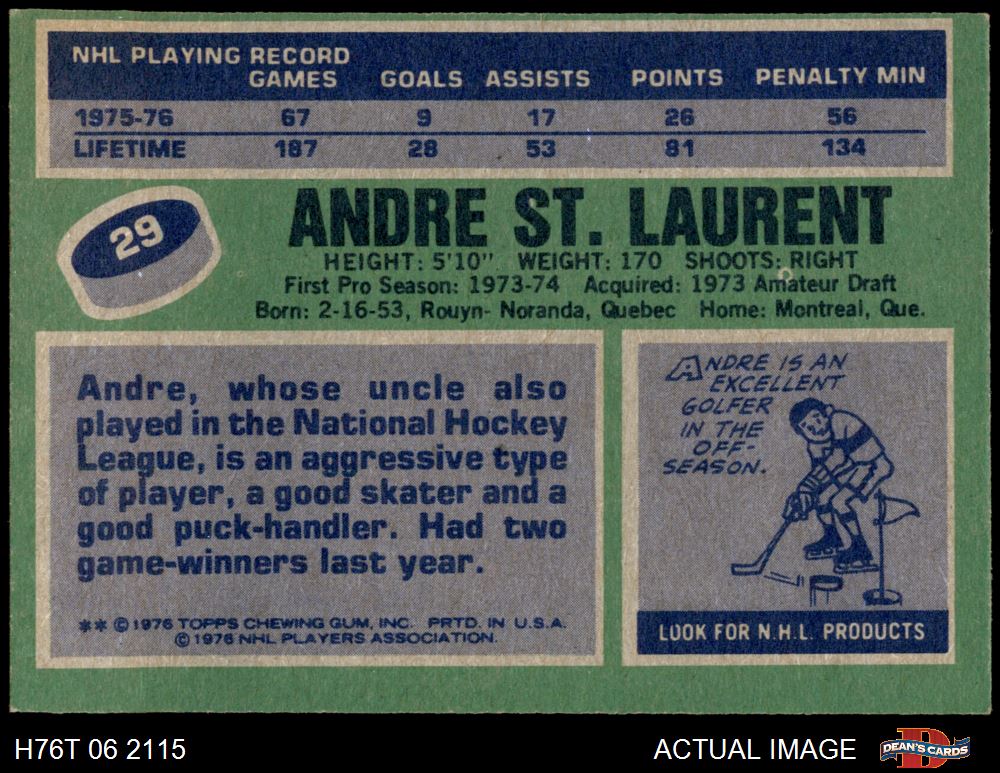 NHL PLAYING RECORD
GAMES GOALS ASSISTS POINTS PENALTY MIN
1975-76 67 9 17 26 56
LIFETIME 187 28 53 81 134
29
ANDRE ST. LAURENT
HEIGHT: 5'10" WEIGHT: 170 SHOOTS: RIGHT
First Pro Season: 1973-74 Acquired: 1973 Amateur Draft
Born: 2-16-53, Rouyn- Noranda, Quebec Home: Montreal, Que.
Andre, whose uncle also
played in the National Hockey
League, is an aggressive type
of player, a good skater and a
good puck-handler. Had two
game-winners last year.
** © 1976 TOPPS CHEWING GUM, INC. PRTD. IN U.S.A.
© 1976 NHL PLAYERS ASSOCIATION.
ANDRE IS AN
EXCELLENT
GOLFER
IN THE
OFF-
SEASON.
LOOK FOR N.H.L. PRODUCTS
H76T 06 2115
ACTUAL IMAGE
D
DEAN'S CARDS